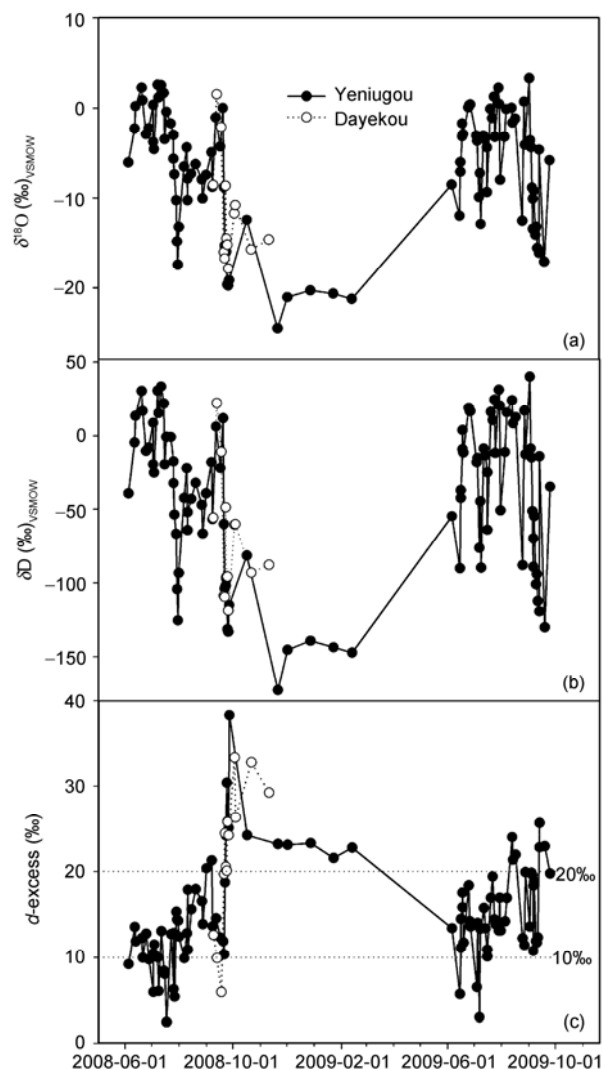 10
0
−10
−20
δ¹⁸O (‰)VSMOW
Yeniugou
Dayekou
(a)
50
0
−50
−100
−150
δD (‰)VSMOW
(b)
40
30
20
10
0
d-excess (‰)
20‰
10‰
(c)
2008-06-01 2008-10-01 2009-02-01 2009-06-01 2009-10-01